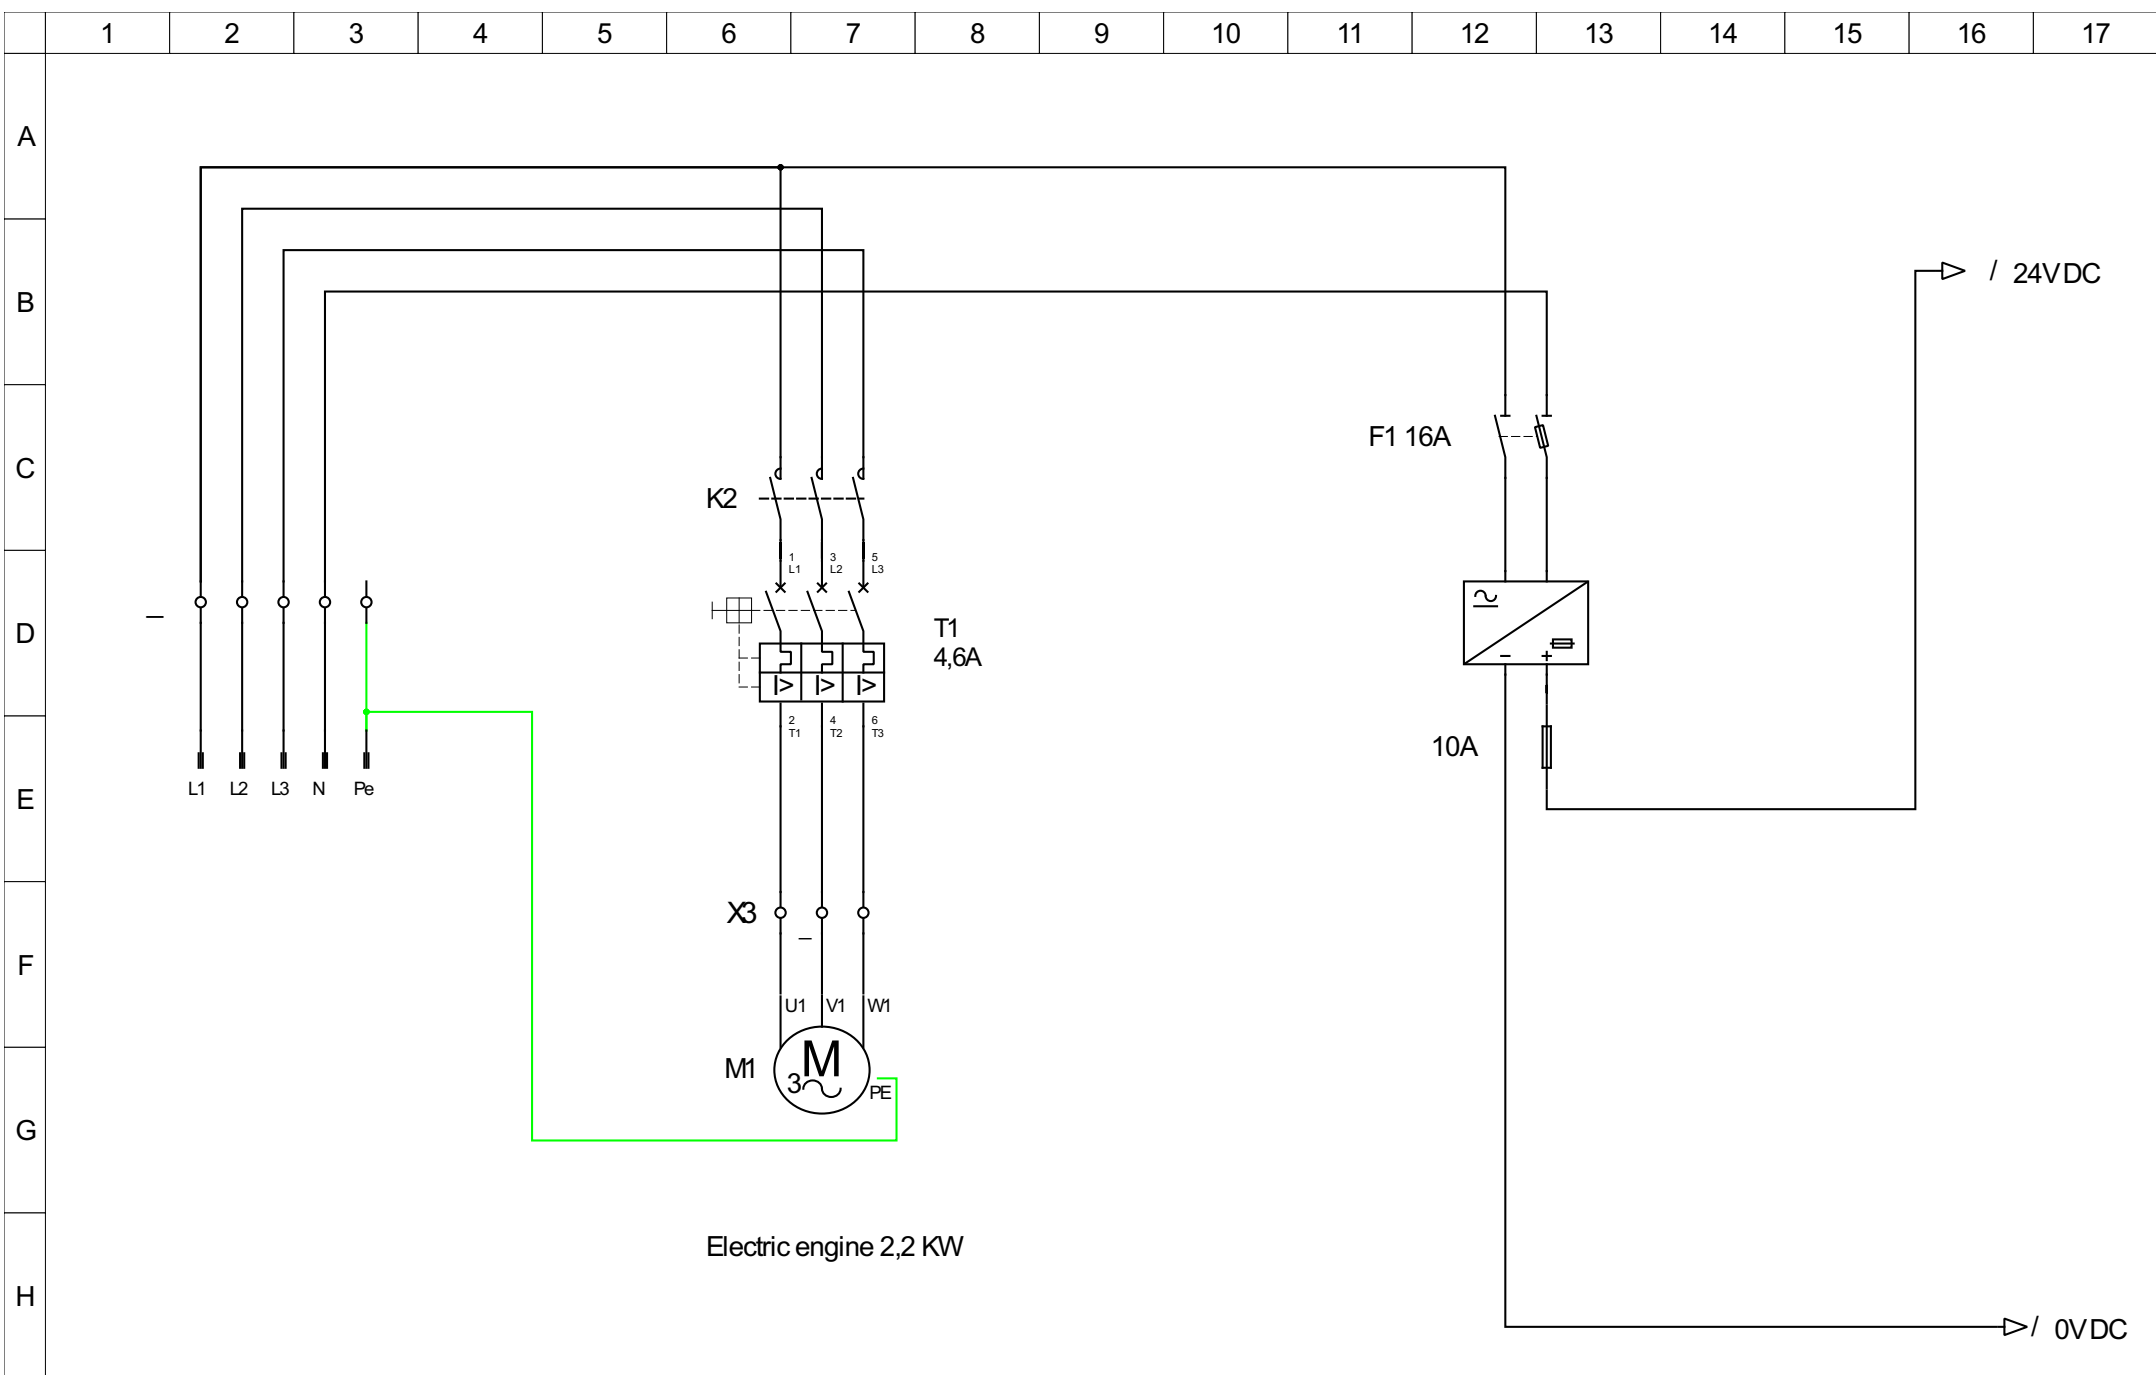 1 2 3 4 5 6 7 8 9 10 11 12 13 14 15 16 17
A
B
/ 24VDC
C
F1 16A
K2
1 3 5
L1 L2 L3
D
T1
4,6A
- +
I> I> I>
2 4 6
T1 T2 T3
10A
L1 L2 L3 N Pe
E
X3
F
U1 V1 W1
M1
M
3
PE
G
Electric engine 2,2 KW
H
/ 0VDC